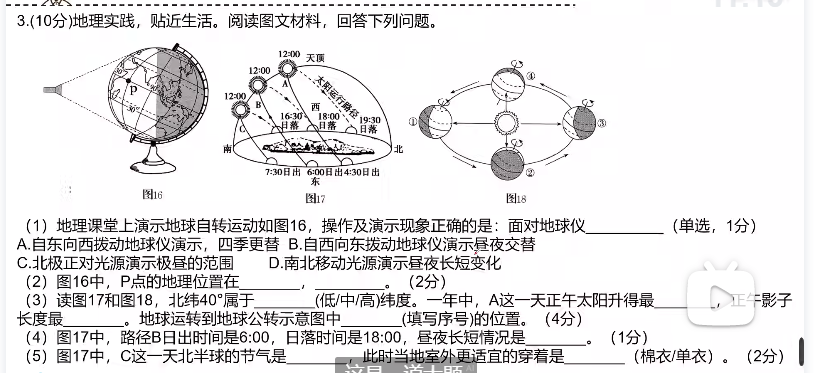 3.(10分)地理实践，贴近生活。阅读图文材料，回答下列问题。
12:00
天顶
12:00
A
太阳运行路径
12:00
B
西
C
16:30
日落
18:00
日落
19:30
日落
南
北
7:30日出
6:00日出
4:30日出
东
P
30°
①
②
③
④
图16
图17
图18
（1）地理课堂上演示地球自转运动如图16，操作及演示现象正确的是：面对地球仪________（单选，1分）
A.自东向西拨动地球仪演示，四季更替 B.自西向东拨动地球仪演示昼夜交替
C.北极正对光源演示极昼的范围 D.南北移动光源演示昼夜长短变化
（2）图16中，P点的地理位置在________，________。（2分）
（3）读图17和图18，北纬40°属于________(低/中/高)纬度。一年中，A这一天正午太阳升得最________，正午影子
长度最________。地球运转到地球公转示意图中________(填写序号)的位置。（4分）
（4）图17中，路径B日出时间是6:00，日落时间是18:00，昼夜长短情况是________。（1分）
（5）图17中，C这一天北半球的节气是________，此时当地室外更适宜的穿着是________（棉衣/单衣）。（2分）